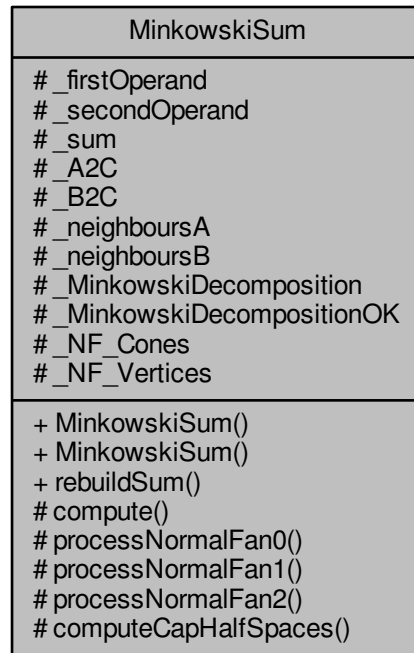 MinkowskiSum
# _firstOperand
# _secondOperand
# _sum
# _A2C
# _B2C
# _neighboursA
# _neighboursB
# _MinkowskiDecomposition
# _MinkowskiDecompositionOK
# _NF_Cones
# _NF_Vertices
+ MinkowskiSum()
+ MinkowskiSum()
+ rebuildSum()
# compute()
# processNormalFan0()
# processNormalFan1()
# processNormalFan2()
# computeCapHalfSpaces()